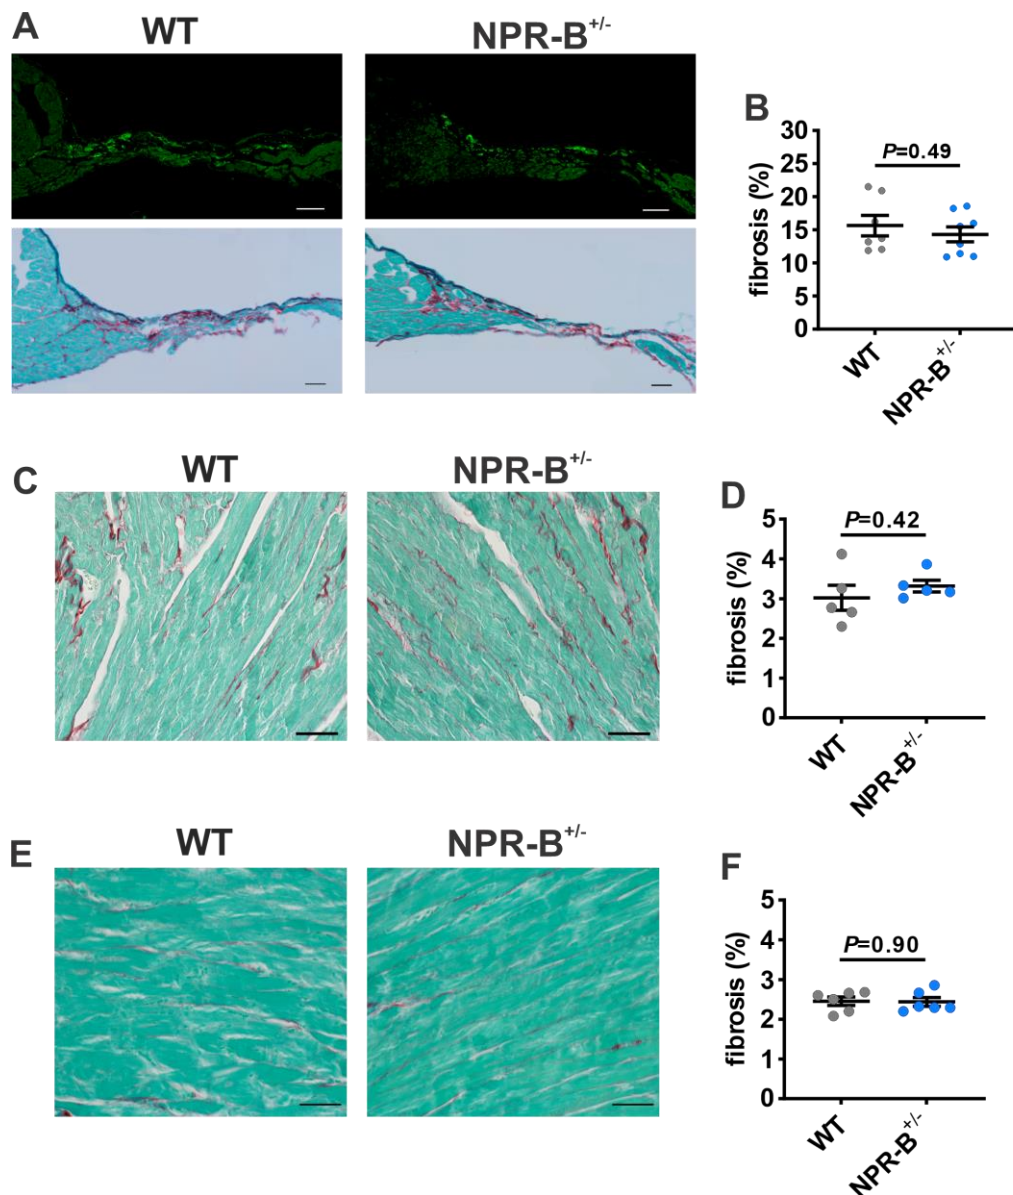 A
WT
NPR-B+/-
B
30
25
20
15
10
5
0
fibrosis (%)
P=0.49
WT
NPR-B+/-
C
WT
NPR-B+/-
D
5
4
3
2
1
0
fibrosis (%)
P=0.42
WT
NPR-B+/-
E
WT
NPR-B+/-
F
5
4
3
2
1
0
fibrosis (%)
P=0.90
WT
NPR-B+/-